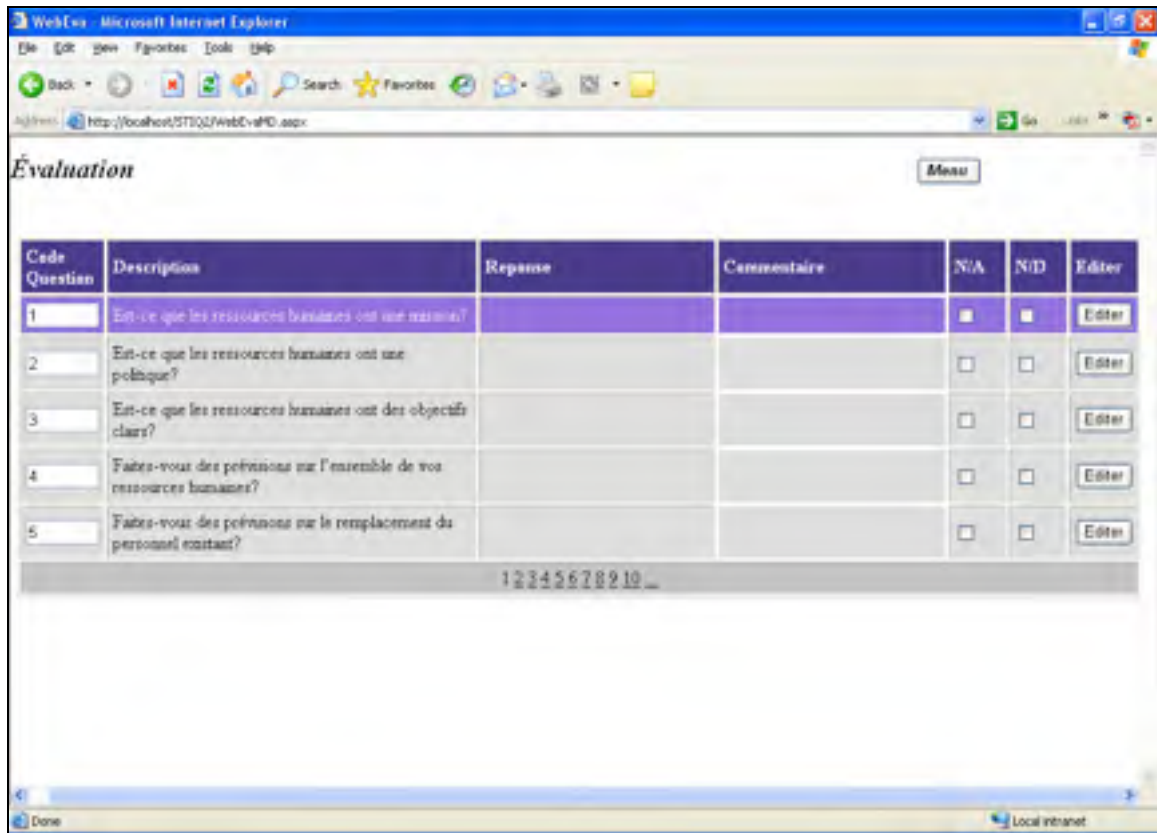 WebEva - Microsoft Internet Explorer
File Edit View Favorites Tools Help
Back Search Favorites
Address http://localhost/STIQ2/WebEvaMD.aspx Go Links »
Évaluation
Menu
Code Question Description Reponse Commentaire N/A N/D Editer
1 Est-ce que les ressources humaines ont une mission? Editer
2 Est-ce que les ressources humaines ont une
politique? Editer
3 Est-ce que les ressources humaines ont des objectifs
clairs? Editer
4 Faites-vous des prévisions sur l'ensemble de vos
ressources humaines? Editer
5 Faites-vous des prévisions sur le remplacement du
personnel existant? Editer
1 2 3 4 5 6 7 8 9 10 ...
Done Local intranet